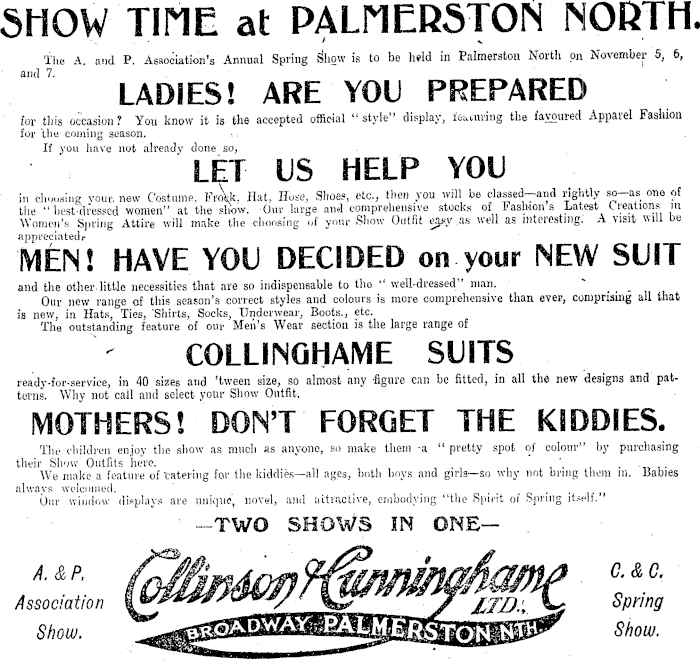 SHOW TIME at PALMERSTON NORTH.
The A. and P. Association's Annual Spring Show is to be held in Palmerston North on November 5, 6,
and 7.
LADIES! ARE YOU PREPARED
for this occasion? You know it is the accepted official "style" display, featuring the favoured Apparel Fashion
for the coming season.
If you have not already done so,
LET US HELP YOU
in choosing your new Costume, Frock, Hat, Hose, Shoes, etc., then you will be classed—and rightly so—as one of
the "best-dressed women" at the show. Our large and comprehensive stocks of Fashion's Latest Creations in
Women's Spring Attire will make the choosing of your Show Outfit easy as well as interesting. A visit will be
appreciated.
MEN! HAVE YOU DECIDED on your NEW SUIT
and the other little necessities that are so indispensable to the "well-dressed" man.
Our new range of this season's correct styles and colours is more comprehensive than ever, comprising all that
is new, in Hats, Ties, Shirts, Socks, Underwear, Boots., etc.
The outstanding feature of our Men's Wear section is the large range of
COLLINGHAME SUITS
ready-for-service, in 40 sizes and 'tween size, so almost any figure can be fitted, in all the new designs and pat-
terns. Why not call and select your Show Outfit.
MOTHERS! DON'T FORGET THE KIDDIES.
The children enjoy the show as much as anyone, so make them a "pretty spot of colour" by purchasing
their Show Outfits here.
We make a feature of catering for the kiddies—all ages, both boys and girls—so why not bring them in. Babies
always welcomed.
Our window displays are unique, novel, and attractive, embodying "the Spirit of Spring itself."
—TWO SHOWS IN ONE—
A. & P.
Association
Show.
Collinson & Cunninghame
LTD.,
BROADWAY, PALMERSTON NTH.
C. & C.
Spring
Show.